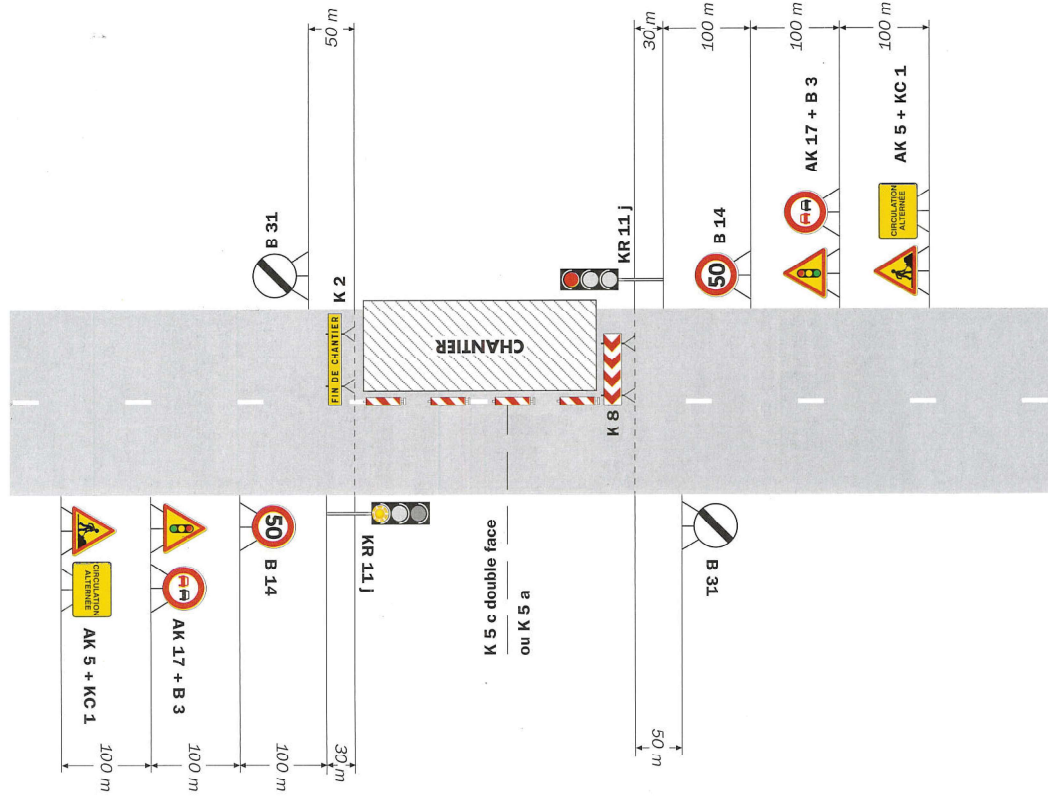 50 m
30 m
100 m
100 m
100 m
B 31
K 2
FIN DE CHANTIER
CHANTIER
K 8
KR 11 j
50
B 14
AK 17 + B 3
CIRCULATION
ALTERNÉE
AK 5 + KC 1
K 5 c double face
ou K 5 a
CIRCULATION
ALTERNÉE
AK 5 + KC 1
AK 17 + B 3
50
B 14
KR 11 j
B 31
100 m
100 m
100 m
30 m
50 m